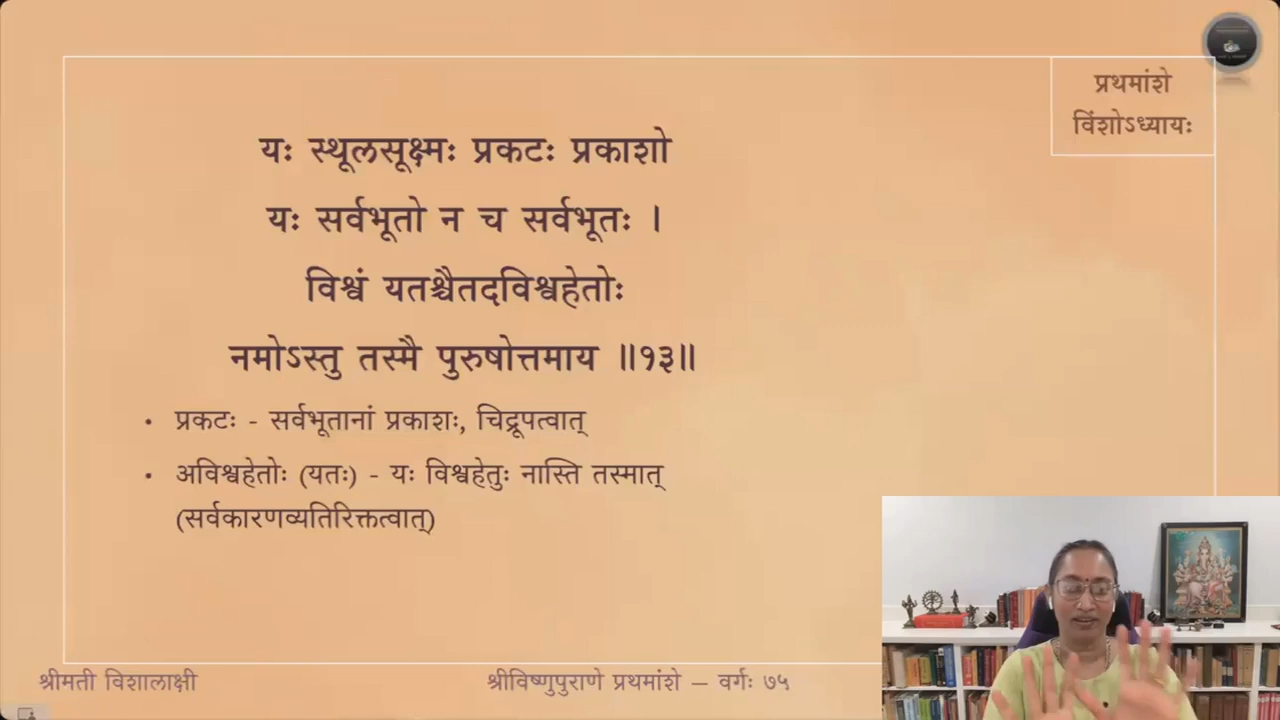 प्रथमांशे
विंशोऽध्यायः
यः स्थूलसूक्ष्मः प्रकटः प्रकाशो
यः सर्वभूतो न च सर्वभूतः ।
विश्वं यतश्चैतदविश्वहेतोः
नमोऽस्तु तस्मै पुरुषोत्तमाय ॥१३॥
• प्रकटः - सर्वभूतानां प्रकाशः, चिद्रूपत्वात्
• अविश्वहेतोः (यतः) - यः विश्वहेतुः नास्ति तस्मात्
(सर्वकारणव्यतिरिक्तत्वात्)
श्रीमती विशालाक्षी
श्रीविष्णुपुराणे प्रथमांशे – वर्गः ७५